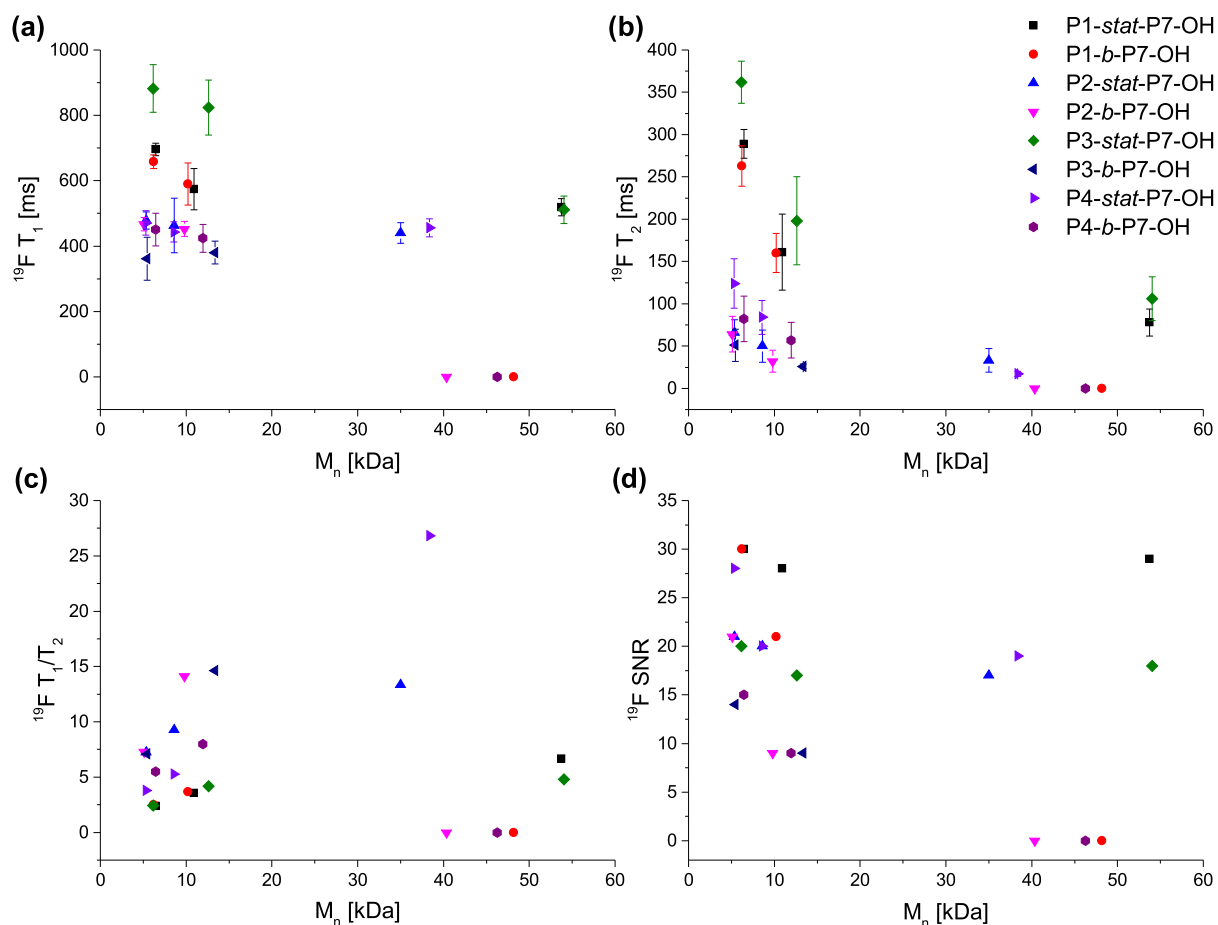 (a)
1000
800
600
400
200
0
¹⁹F T₁ [ms]
0 10 20 30 40 50 60
Mₙ [kDa]
(b)
400
350
300
250
200
150
100
50
0
¹⁹F T₂ [ms]
0 10 20 30 40 50 60
Mₙ [kDa]
P1-stat-P7-OH
P1-b-P7-OH
P2-stat-P7-OH
P2-b-P7-OH
P3-stat-P7-OH
P3-b-P7-OH
P4-stat-P7-OH
P4-b-P7-OH
(c)
30
25
20
15
10
5
0
¹⁹F T₁/T₂
0 10 20 30 40 50 60
Mₙ [kDa]
(d)
35
30
25
20
15
10
5
0
¹⁹F SNR
0 10 20 30 40 50 60
Mₙ [kDa]